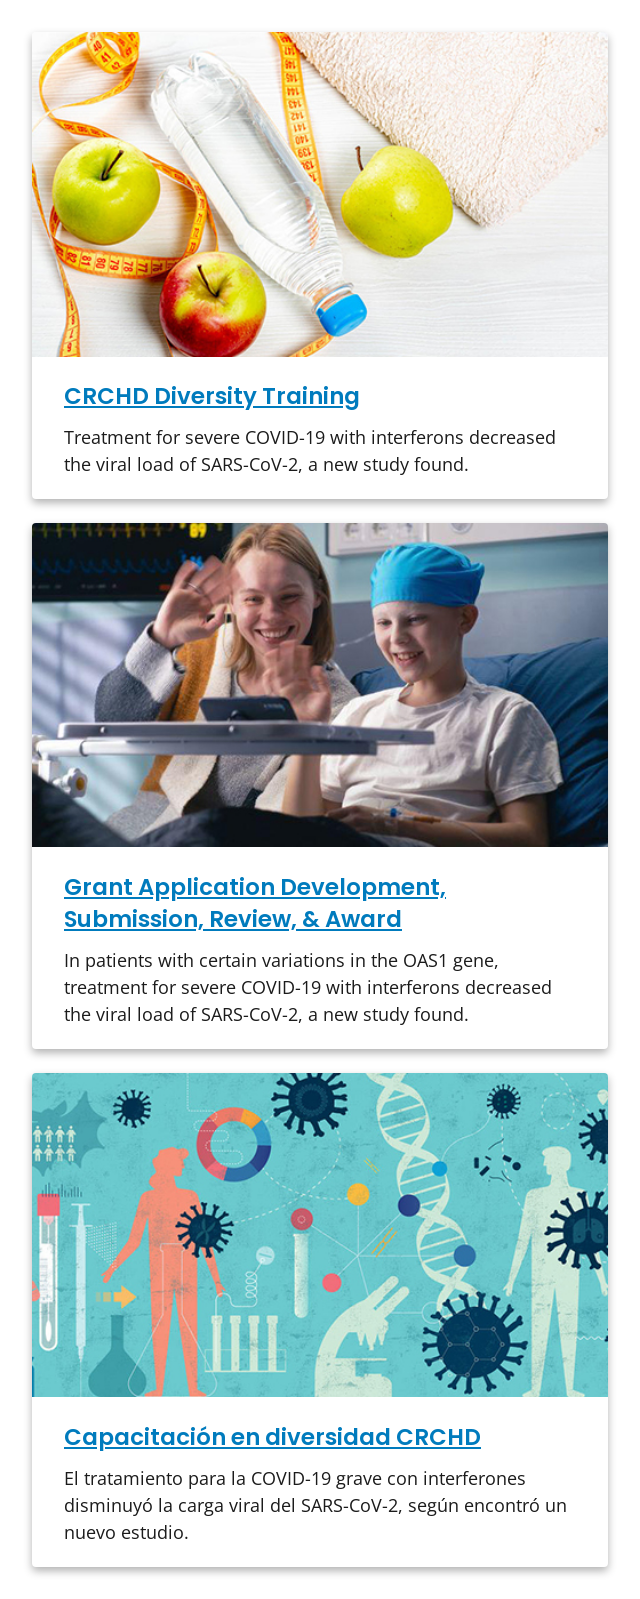 CRCHD Diversity Training
Treatment for severe COVID-19 with interferons decreased
the viral load of SARS-CoV-2, a new study found.
89
Grant Application Development,
Submission, Review, & Award
In patients with certain variations in the OAS1 gene,
treatment for severe COVID-19 with interferons decreased
the viral load of SARS-CoV-2, a new study found.
Capacitación en diversidad CRCHD
El tratamiento para la COVID-19 grave con interferones
disminuyó la carga viral del SARS-CoV-2, según encontró un
nuevo estudio.